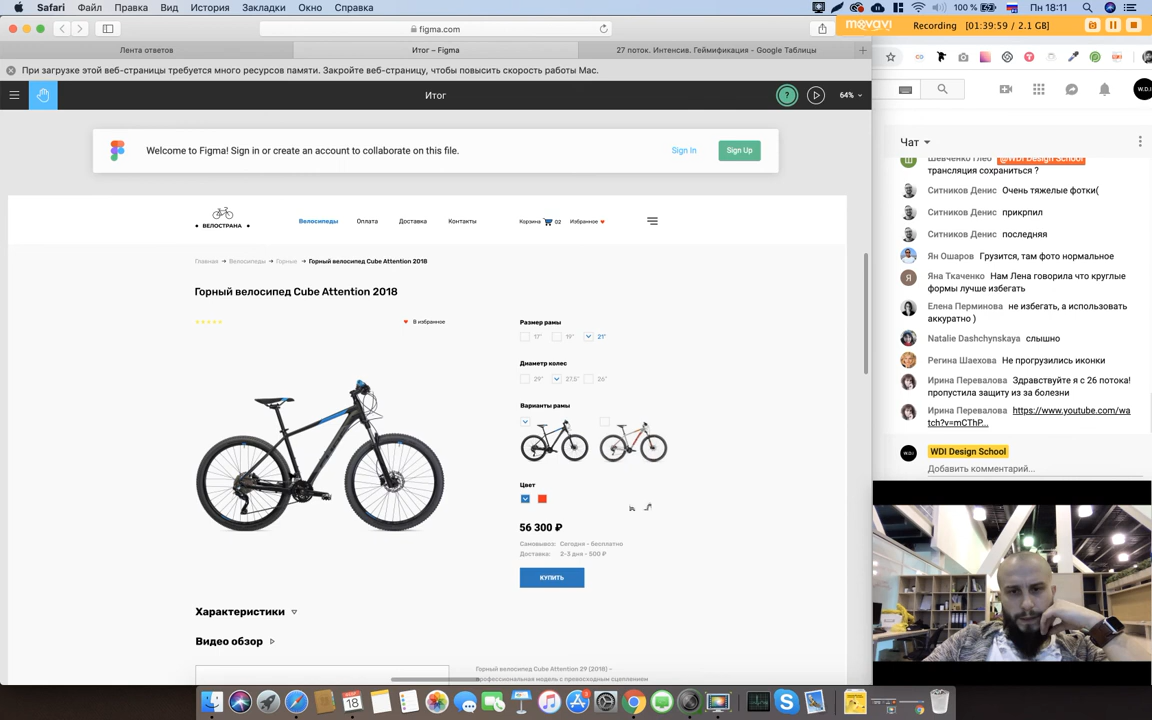 Safari Файл Правка Вид История Закладки Окно Справка
100 % Пн 18:11
figma.com
movavi Recording [01:39:59 / 2.1 GB]
Лента ответов
Итог – Figma
27 поток. Интенсив. Геймификация - Google Таблицы
При загрузке этой веб-страницы требуется много ресурсов памяти. Закройте веб-страницу, чтобы повысить скорость работы Mac.
Итог
?
64%
Welcome to Figma! Sign in or create an account to collaborate on this file.
Sign In
Sign Up
ВЕЛОСТРАНА
Велосипеды Оплата Доставка Контакты Корзина 02 Избранное
Главная → Велосипеды → Горные → Горный велосипед Cube Attention 2018
Горный велосипед Cube Attention 2018
В избранное
Размер рамы
17" 19" 21"
Диаметр колес
29" 27.5" 26"
Варианты рамы
Цвет
56 300 ₽
Самовывоз: Сегодня - бесплатно
Доставка: 2-3 дня - 500 ₽
КУПИТЬ
Характеристики
Видео обзор
Горный велосипед Cube Attention 29 (2018) –
профессиональная модель с превосходным сцеплением
W.D.I
Чат
Шевченко Глеб @WDI Design School
трансляция сохраниться ?
Ситников Денис Очень тяжелые фотки(
Ситников Денис прикрпил
Ситников Денис последняя
Ян Ошаров Грузится, там фото нормальное
Яна Ткаченко Нам Лена говорила что круглые
формы лучше избегать
Елена Перминова не избегать, а использовать
аккуратно )
Natalie Dashchynskaya слышно
Регина Шаехова Не прогрузились иконки
Ирина Перевалова Здравствуйте я с 26 потока!
пропустила защиту из за болезни
Ирина Перевалова https://www.youtube.com/wa
tch?v=mCThP...
WDI Design School
Добавить комментарий...
18